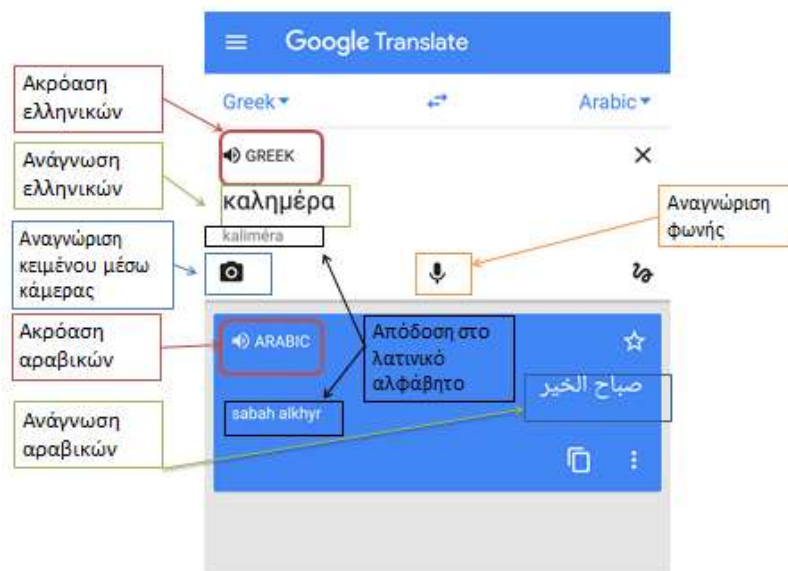 Google Translate
Greek
Arabic
Ακρόαση
ελληνικών
GREEK
Ανάγνωση
ελληνικών
καλημέρα
kaliméra
Αναγνώριση
κειμένου μέσω
κάμερας
Αναγνώριση
φωνής
Ακρόαση
αραβικών
ARABIC
Απόδοση στο
λατινικό
αλφάβητο
صباح الخير
sabah alkhyr
Ανάγνωση
αραβικών